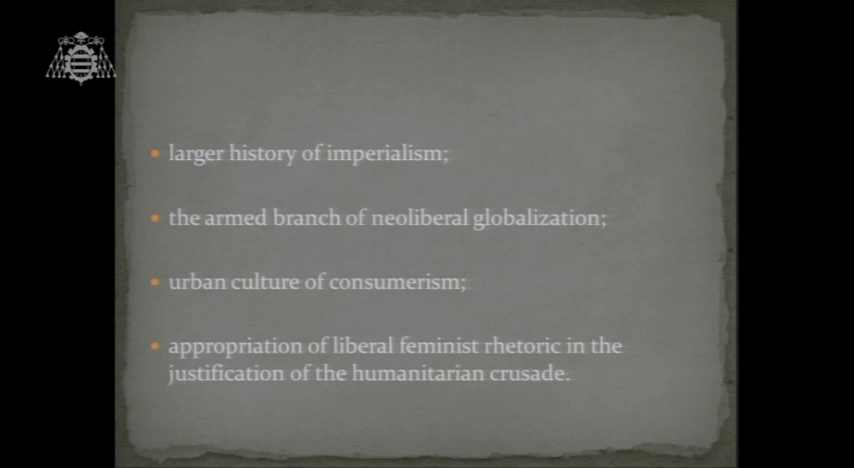 larger history of imperialism;
the armed branch of neoliberal globalization;
urban culture of consumerism;
appropriation of liberal feminist rhetoric in the
justification of the humanitarian crusade.